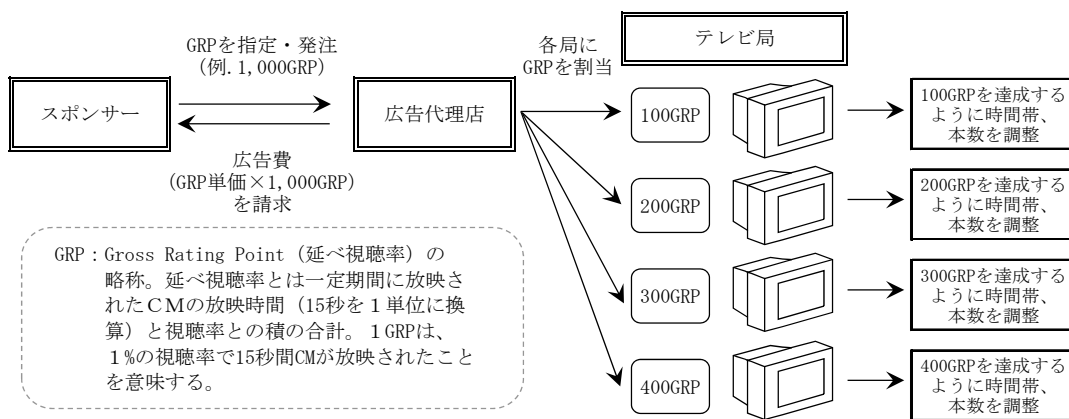 GRPを指定・発注
(例.1,000GRP)
スポンサー
広告代理店
広告費
(GRP単価×1,000GRP)
を請求
各局に
GRPを割当
テレビ局
100GRP
100GRPを達成する
ように時間帯、
本数を調整
200GRP
200GRPを達成する
ように時間帯、
本数を調整
300GRP
300GRPを達成する
ように時間帯、
本数を調整
400GRP
400GRPを達成する
ように時間帯、
本数を調整
GRP:Gross Rating Point(延べ視聴率)の
略称。延べ視聴率とは一定期間に放映さ
れたCMの放映時間(15秒を1単位に換
算)と視聴率との積の合計。1GRPは、
1%の視聴率で15秒間CMが放映されたこと
を意味する。